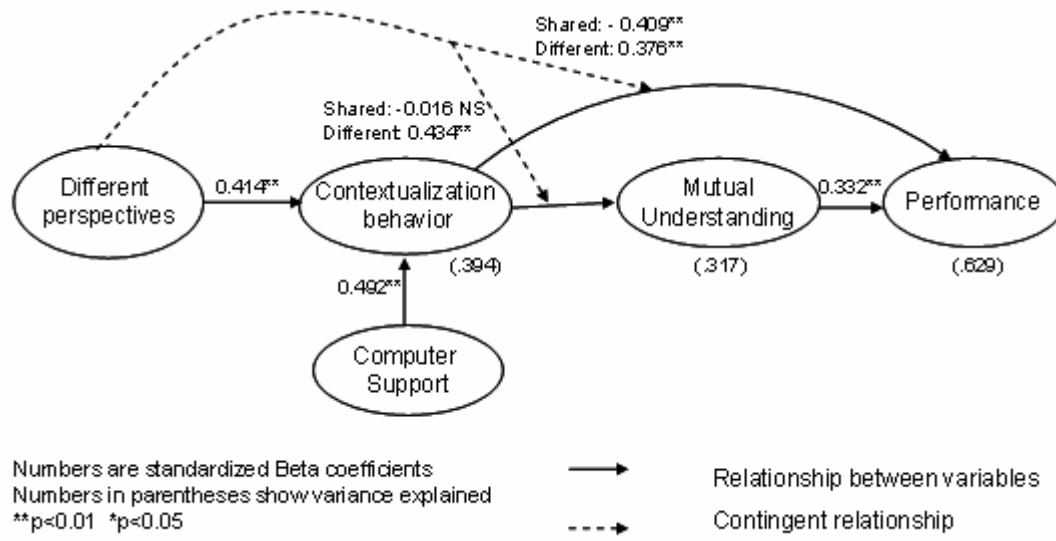 Shared: - 0.409**
Different: 0.376**
Shared: -0.016 NS
Different: 0.434**
Different
perspectives
0.414**
Contextualization
behavior
Mutual
Understanding
0.332**
Performance
(.394)
(.317)
(.629)
0.492**
Computer
Support
Numbers are standardized Beta coefficients
Numbers in parentheses show variance explained
**p<0.01 *p<0.05
Relationship between variables
Contingent relationship